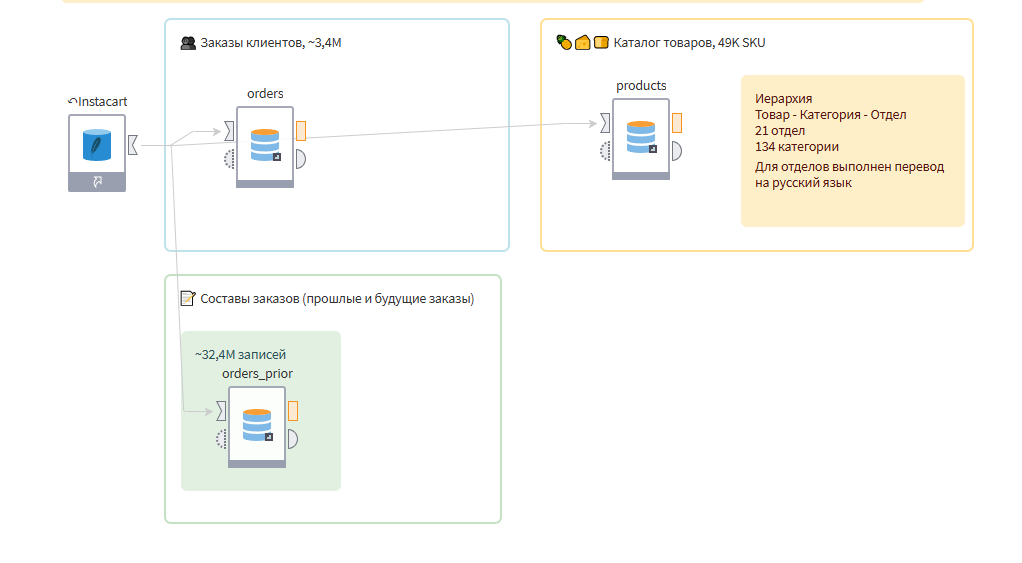 Заказы клиентов, ~3,4M
Каталог товаров, 49K SKU
Instacart
orders
products
Иерархия
Товар - Категория - Отдел
21 отдел
134 категории
Для отделов выполнен перевод
на русский язык
Составы заказов (прошлые и будущие заказы)
~32,4M записей
orders_prior